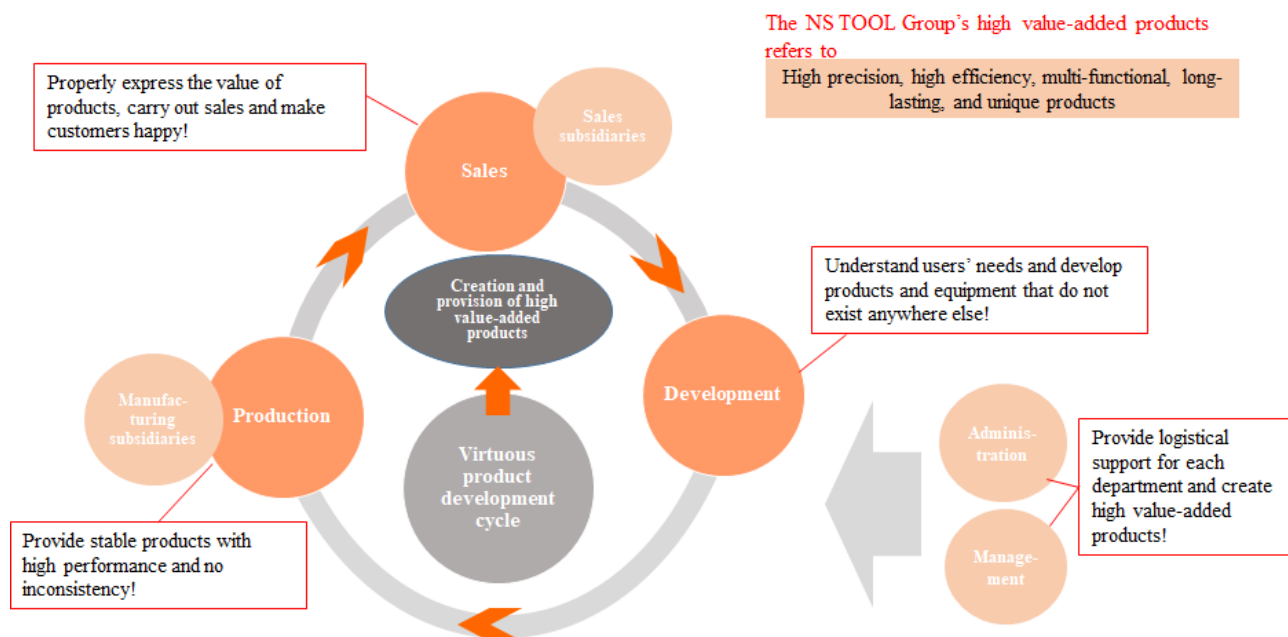 The NS TOOL Group's high value-added products
refers to
High precision, high efficiency, multi-functional, long-
lasting, and unique products
Properly express the value of
products, carry out sales and make
customers happy!
Sales
subsidiaries
Sales
Creation and
provision of high
value-added
products
Understand users' needs and develop
products and equipment that do not
exist anywhere else!
Development
Manufac-
turing
subsidiaries
Production
Virtuous
product
development
cycle
Adminis-
tration
Manage-
ment
Provide logistical
support for each
department and create
high value-added
products!
Provide stable products with
high performance and no
inconsistency!